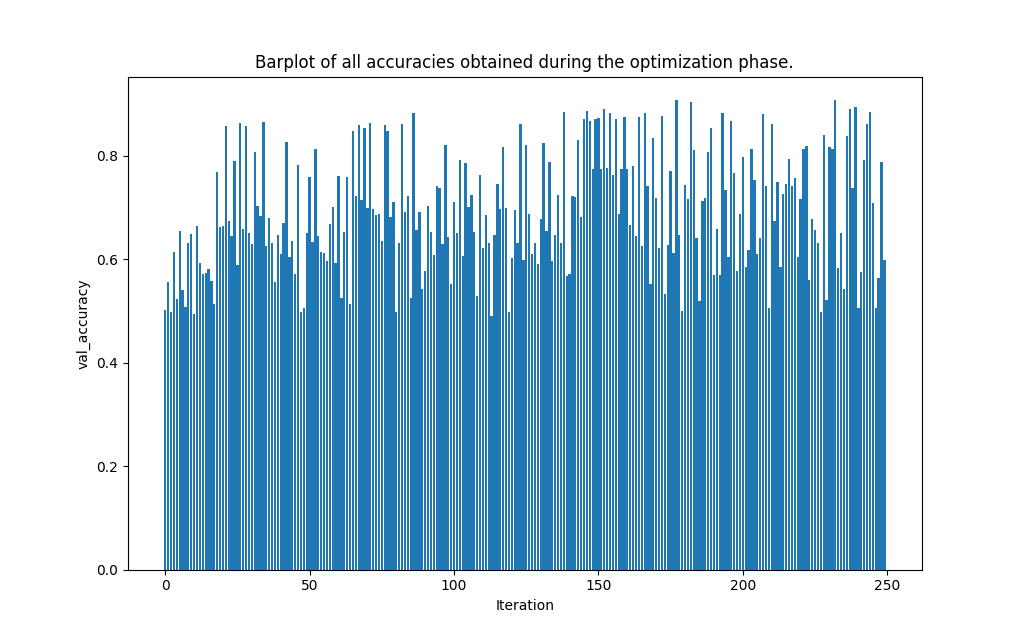 Barplot of all accuracies obtained during the optimization phase.
0.8
0.6
0.4
0.2
0.0
val_accuracy
0 50 100 150 200 250
Iteration